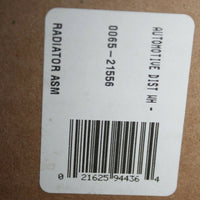 AUTOMOTIVE DIST WH -
0065-21556
RADIATOR ASM
0 21625 94436 4